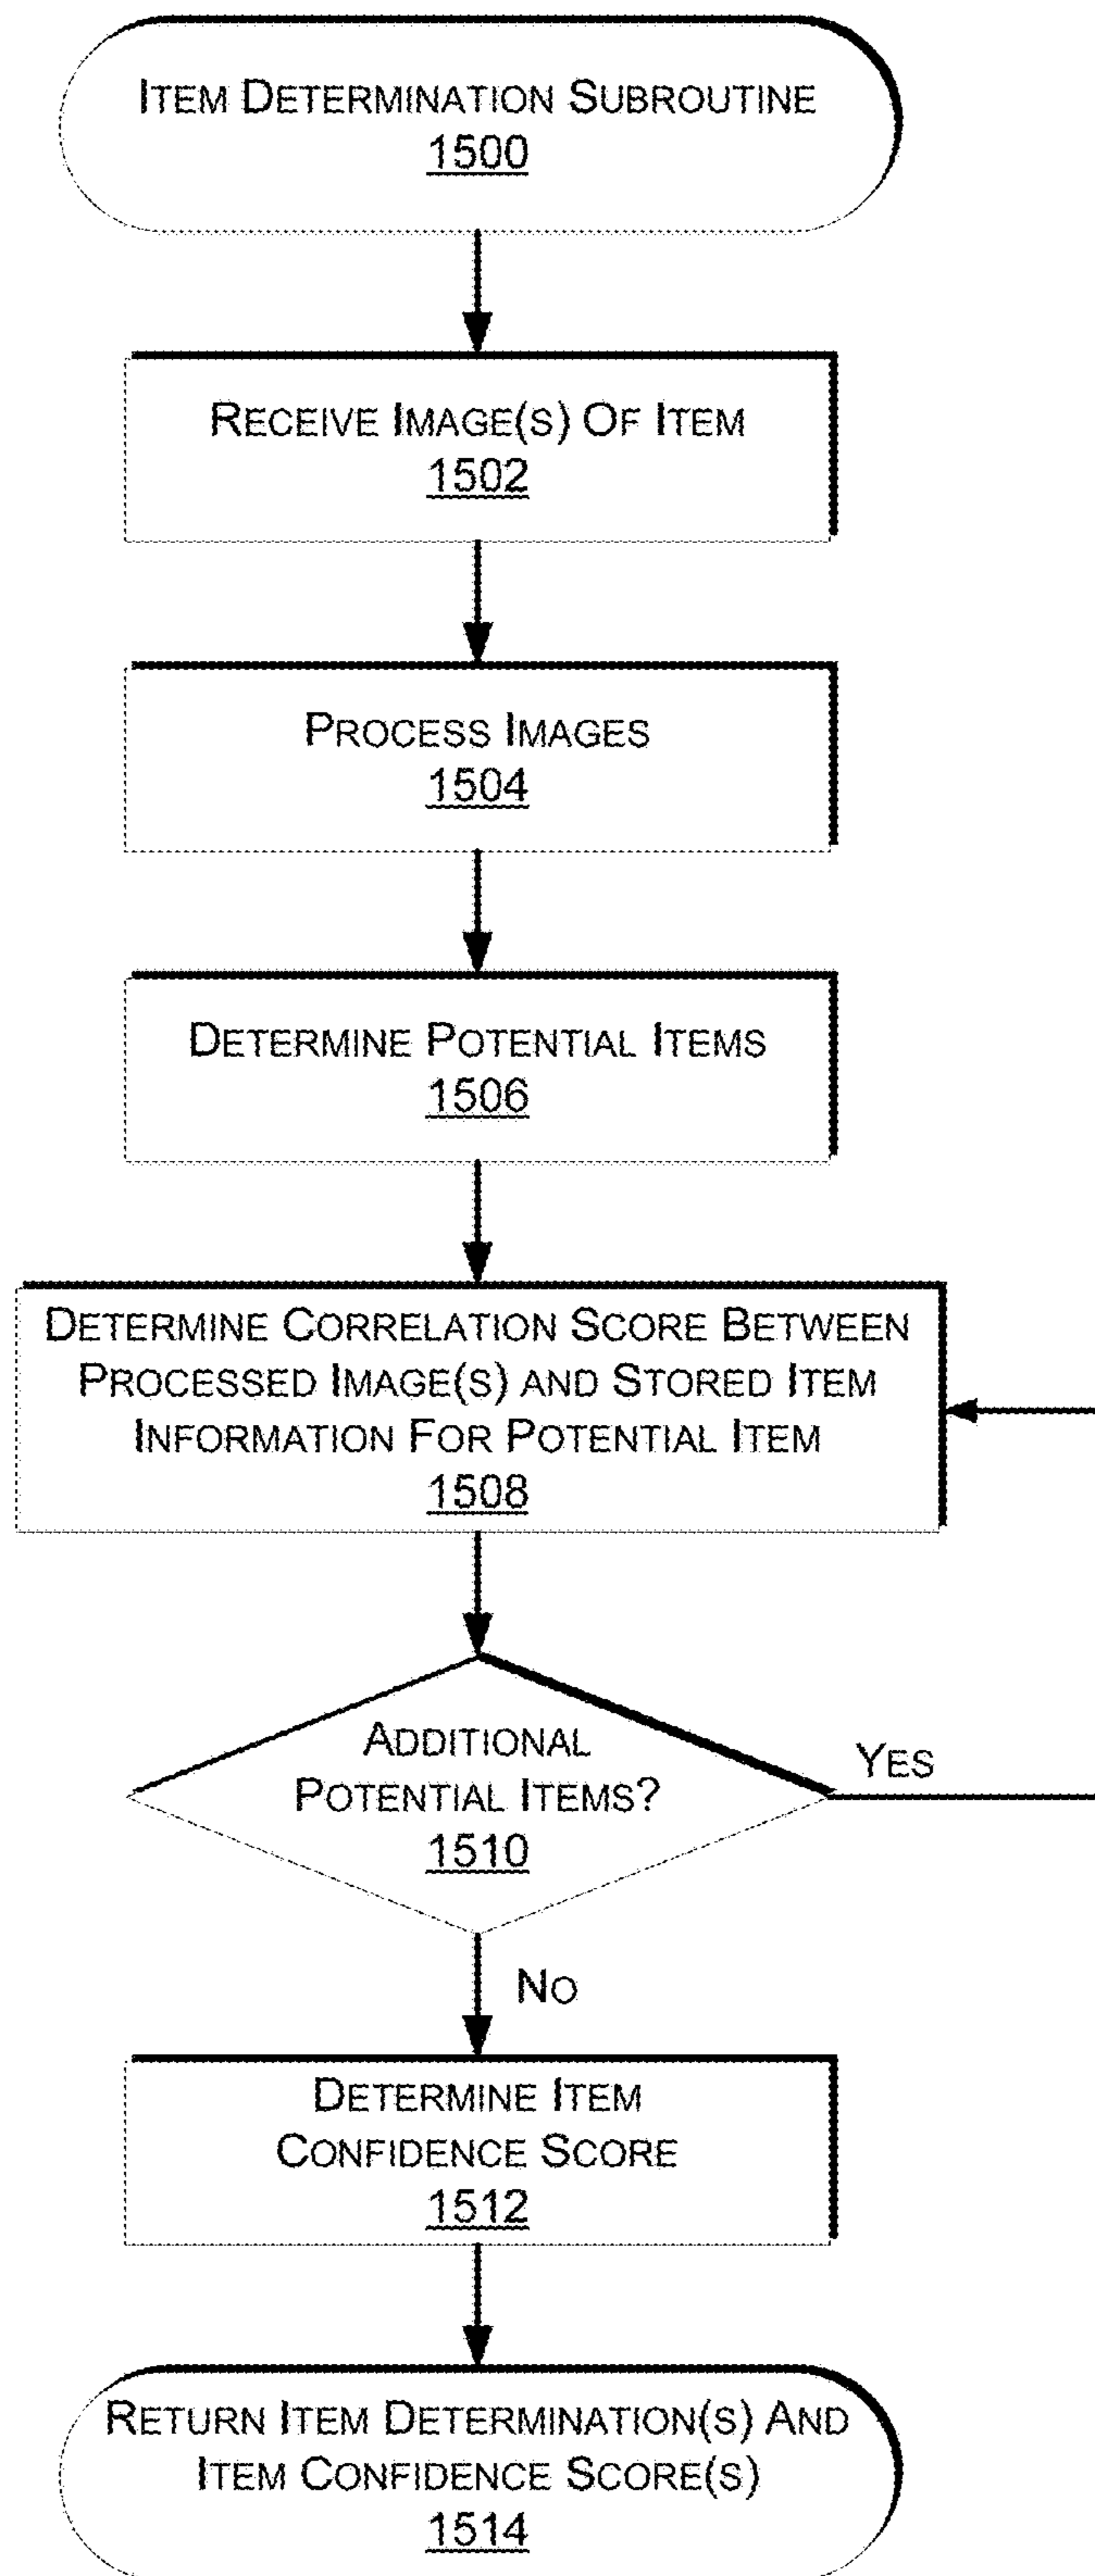 ITEM DETERMINATION SUBROUTINE
1500
RECEIVE IMAGE(S) OF ITEM
1502
PROCESS IMAGES
1504
DETERMINE POTENTIAL ITEMS
1506
DETERMINE CORRELATION SCORE BETWEEN
PROCESSED IMAGE(S) AND STORED ITEM
INFORMATION FOR POTENTIAL ITEM
1508
ADDITIONAL
POTENTIAL ITEMS?
1510
YES
NO
DETERMINE ITEM
CONFIDENCE SCORE
1512
RETURN ITEM DETERMINATION(S) AND
ITEM CONFIDENCE SCORE(S)
1514